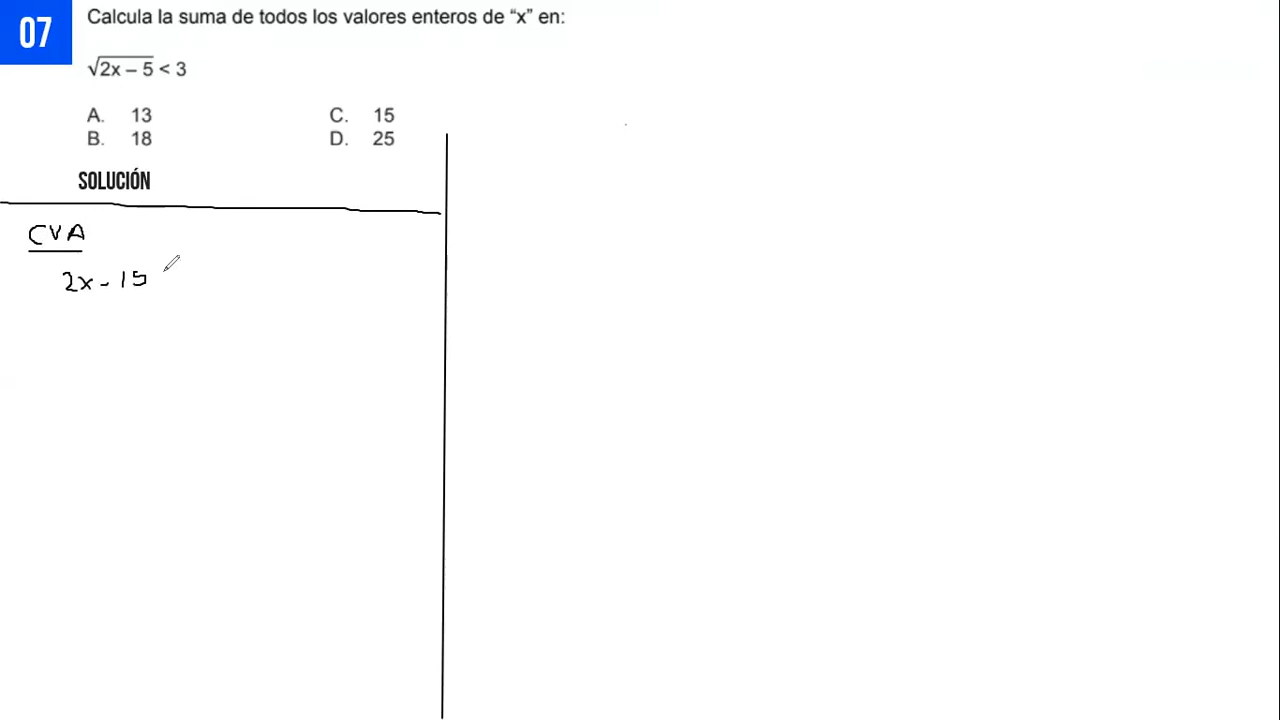 07
Calcula la suma de todos los valores enteros de “x” en:
√2x – 5 < 3
A. 13
B. 18
C. 15
D. 25
SOLUCIÓN
CVA
2x - 15